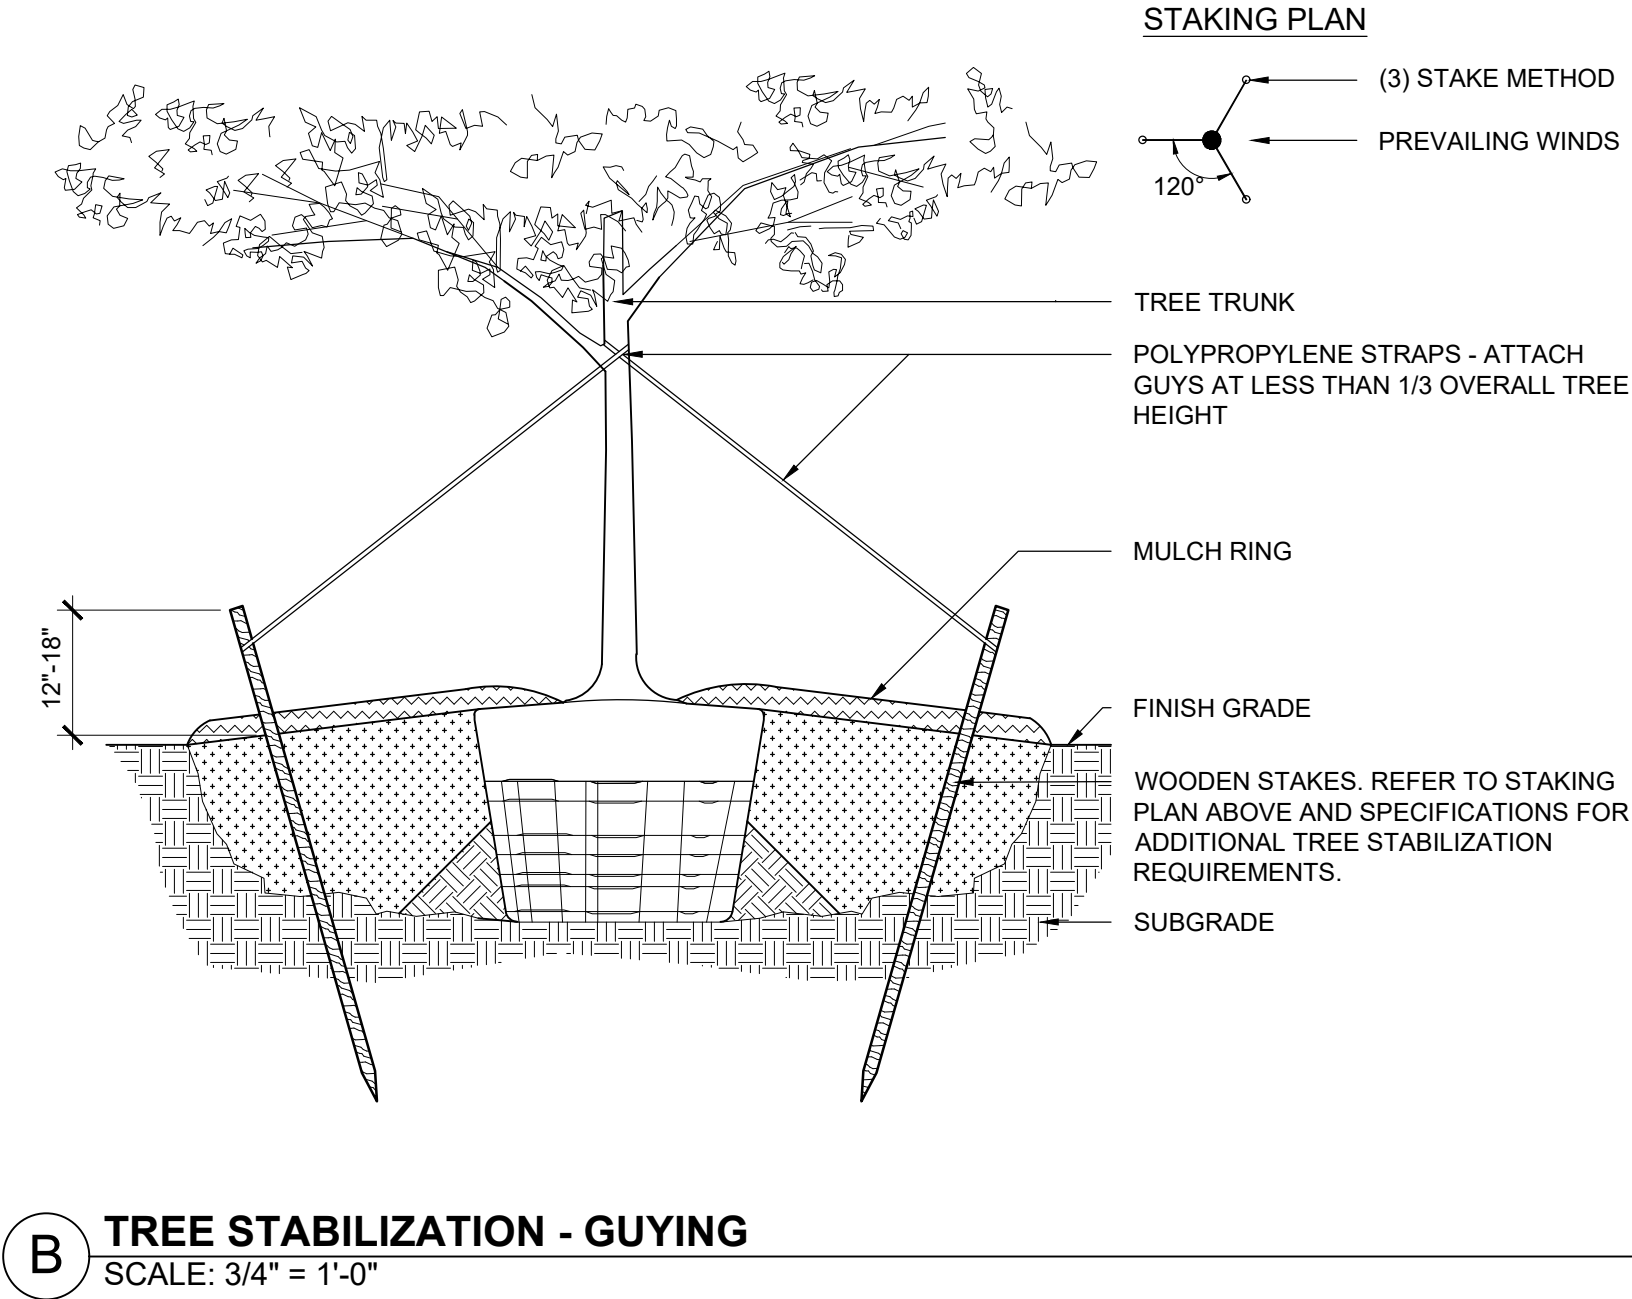 STAKING PLAN
(3) STAKE METHOD
PREVAILING WINDS
120°
TREE TRUNK
POLYPROPYLENE STRAPS - ATTACH
GUYS AT LESS THAN 1/3 OVERALL TREE
HEIGHT
MULCH RING
12"-18"
FINISH GRADE
WOODEN STAKES. REFER TO STAKING
PLAN ABOVE AND SPECIFICATIONS FOR
ADDITIONAL TREE STABILIZATION
REQUIREMENTS.
SUBGRADE
B
TREE STABILIZATION - GUYING
SCALE: 3/4" = 1'-0"